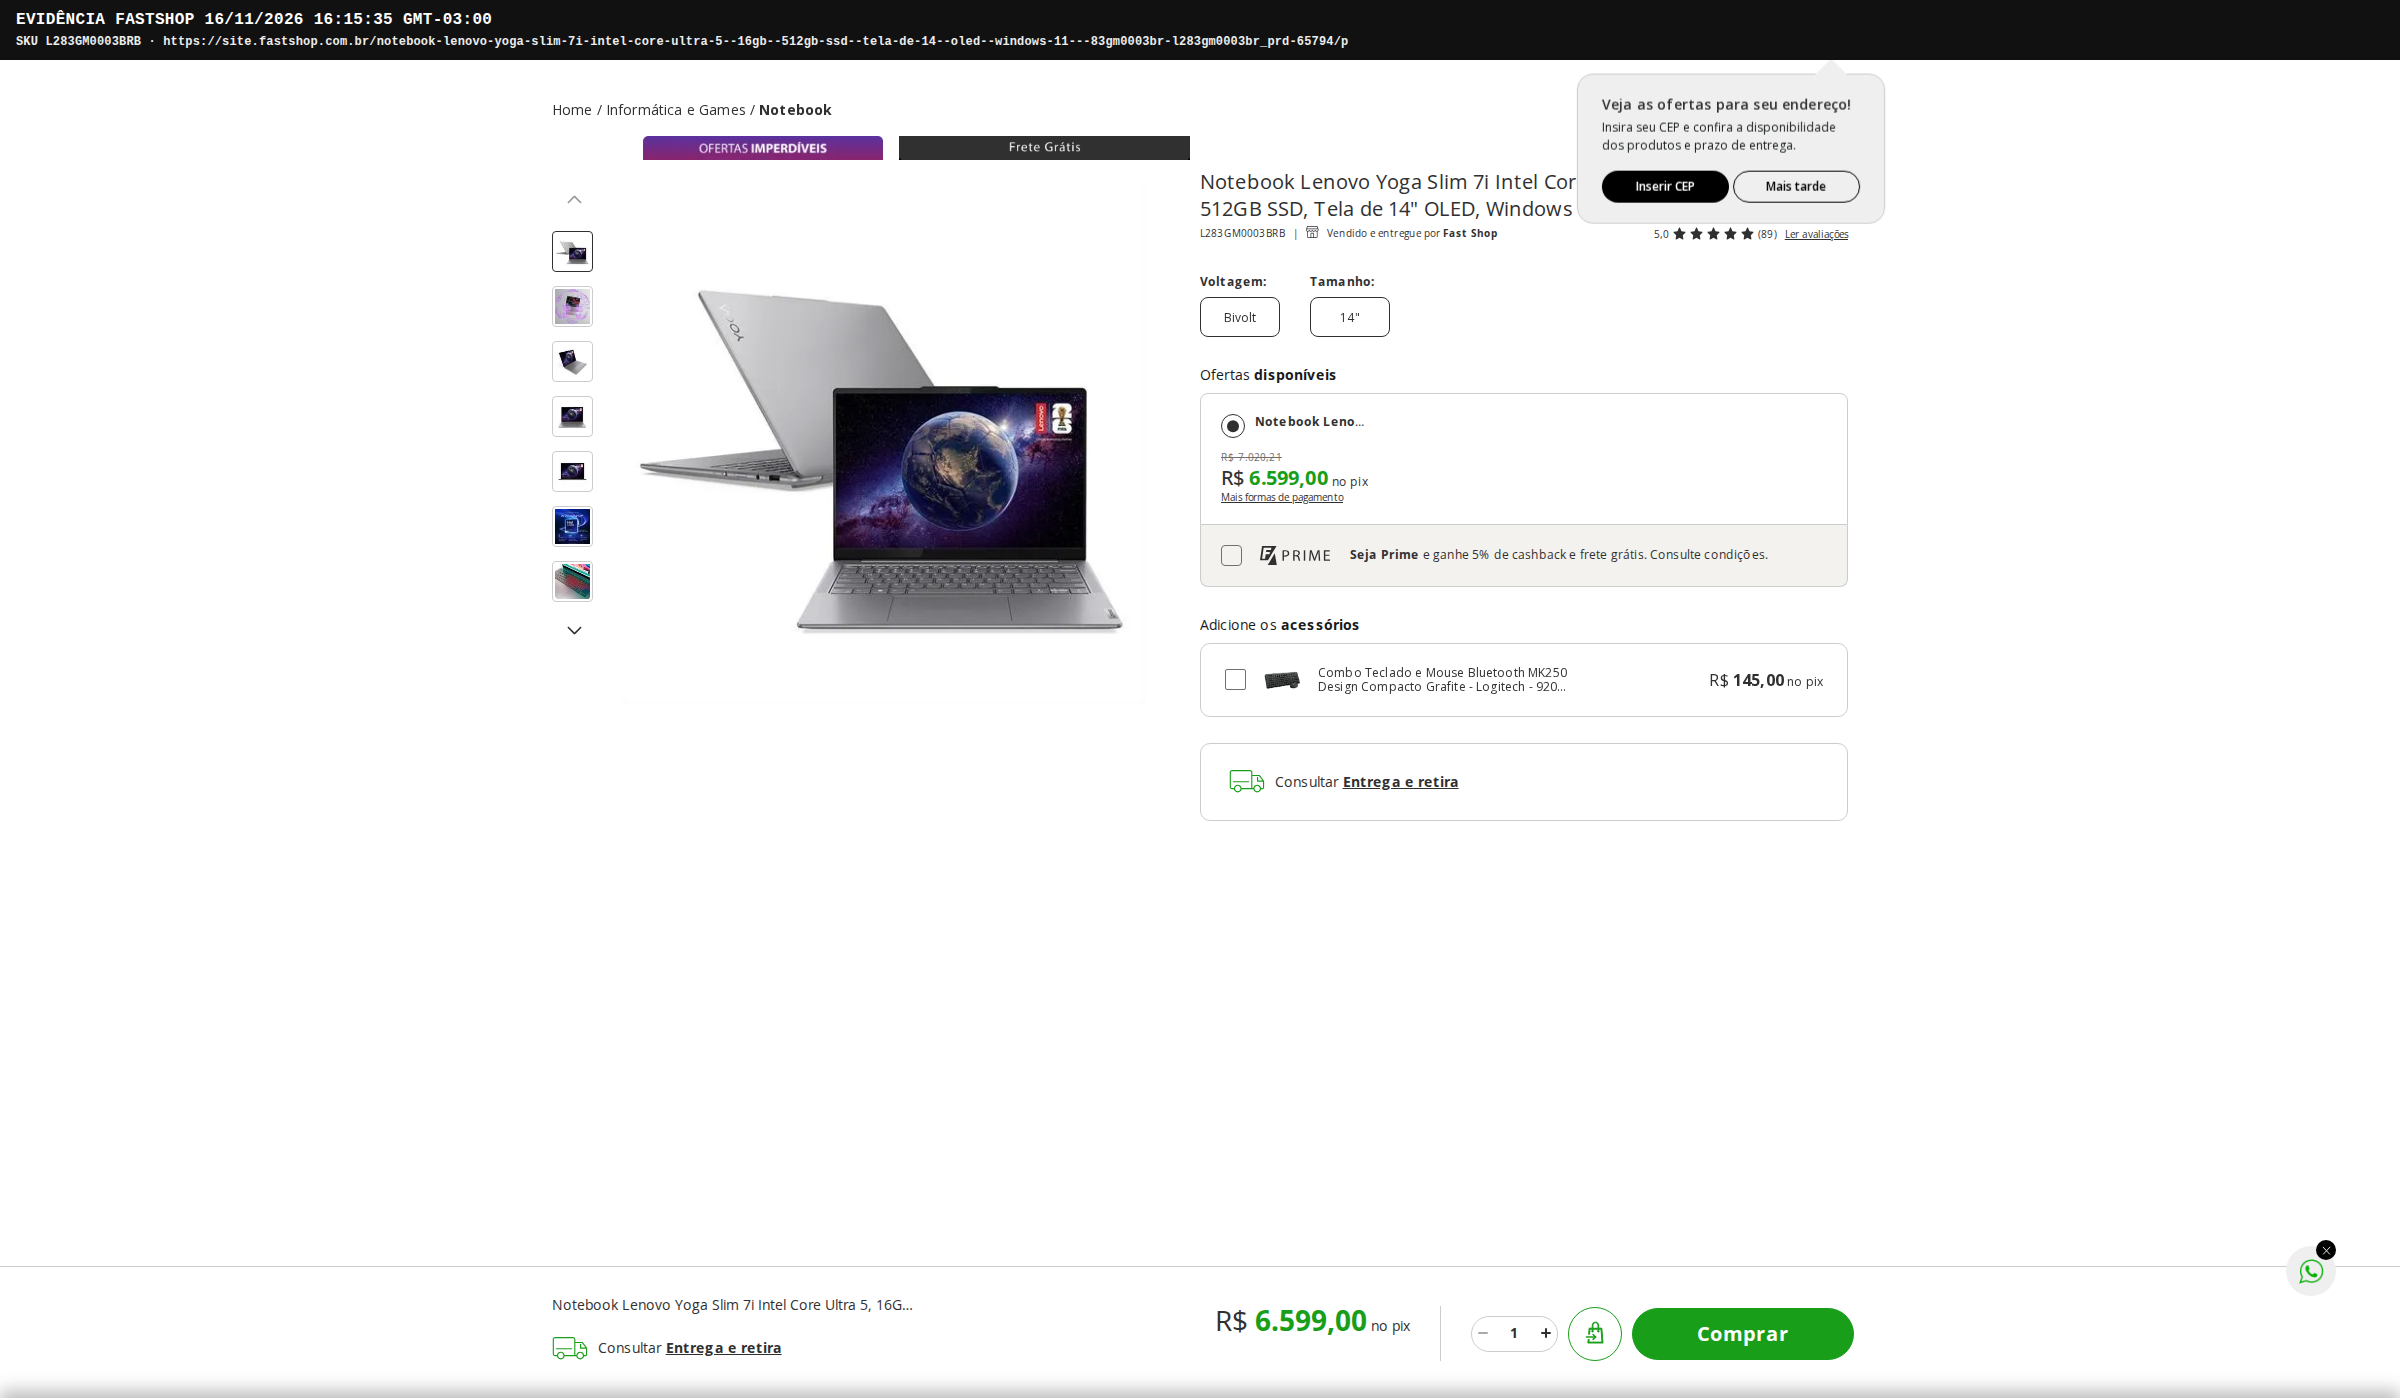 EVIDÊNCIA FASTSHOP 16/11/2026 16:15:35 GMT-03:00
SKU L283GM0003BRB · https://site.fastshop.com.br/notebook-lenovo-yoga-slim-7i-intel-core-ultra-5--16gb--512gb-ssd--tela-de-14--oled--windows-11---83gm0003br-l283gm0003br_prd-65794/p
Home / Informática e Games / Notebook
Veja as ofertas para seu endereço!
Insira seu CEP e confira a disponibilidade
dos produtos e prazo de entrega.
Inserir CEP
Mais tarde
OFERTAS IMPERDÍVEIS
Frete Grátis
Notebook Lenovo Yoga Slim 7i Intel Cor
512GB SSD, Tela de 14" OLED, Windows
L283GM0003BRB | Vendido e entregue por Fast Shop
5,0 (89) Ler avaliações
Voltagem:
Tamanho:
Bivolt
14"
YOGA
Lenovo
FIFA
Ofertas disponíveis
Notebook Leno...
R$ 7.020,21
R$ 6.599,00 no pix
Mais formas de pagamento
PRIME
Seja Prime e ganhe 5% de cashback e frete grátis. Consulte condições.
Adicione os acessórios
Combo Teclado e Mouse Bluetooth MK250
Design Compacto Grafite - Logitech - 920...
R$ 145,00 no pix
Consultar Entrega e retira
Notebook Lenovo Yoga Slim 7i Intel Core Ultra 5, 16G...
Consultar Entrega e retira
R$ 6.599,00 no pix
1
Comprar